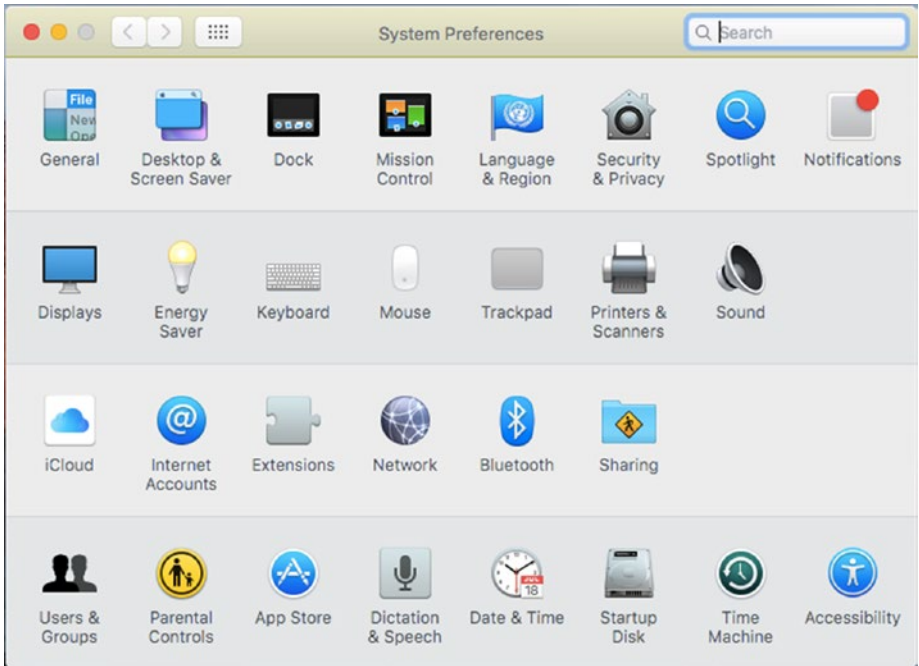 System Preferences
Search
File
New
Ope
General
Desktop &
Screen Saver
Dock
Mission
Control
Language
& Region
Security
& Privacy
Spotlight
Notifications
Displays
Energy
Saver
Keyboard
Mouse
Trackpad
Printers &
Scanners
Sound
iCloud
@
Internet
Accounts
Extensions
Network
Bluetooth
Sharing
Users &
Groups
Parental
Controls
App Store
Dictation
& Speech
18
Date & Time
Startup
Disk
Time
Machine
Accessibility